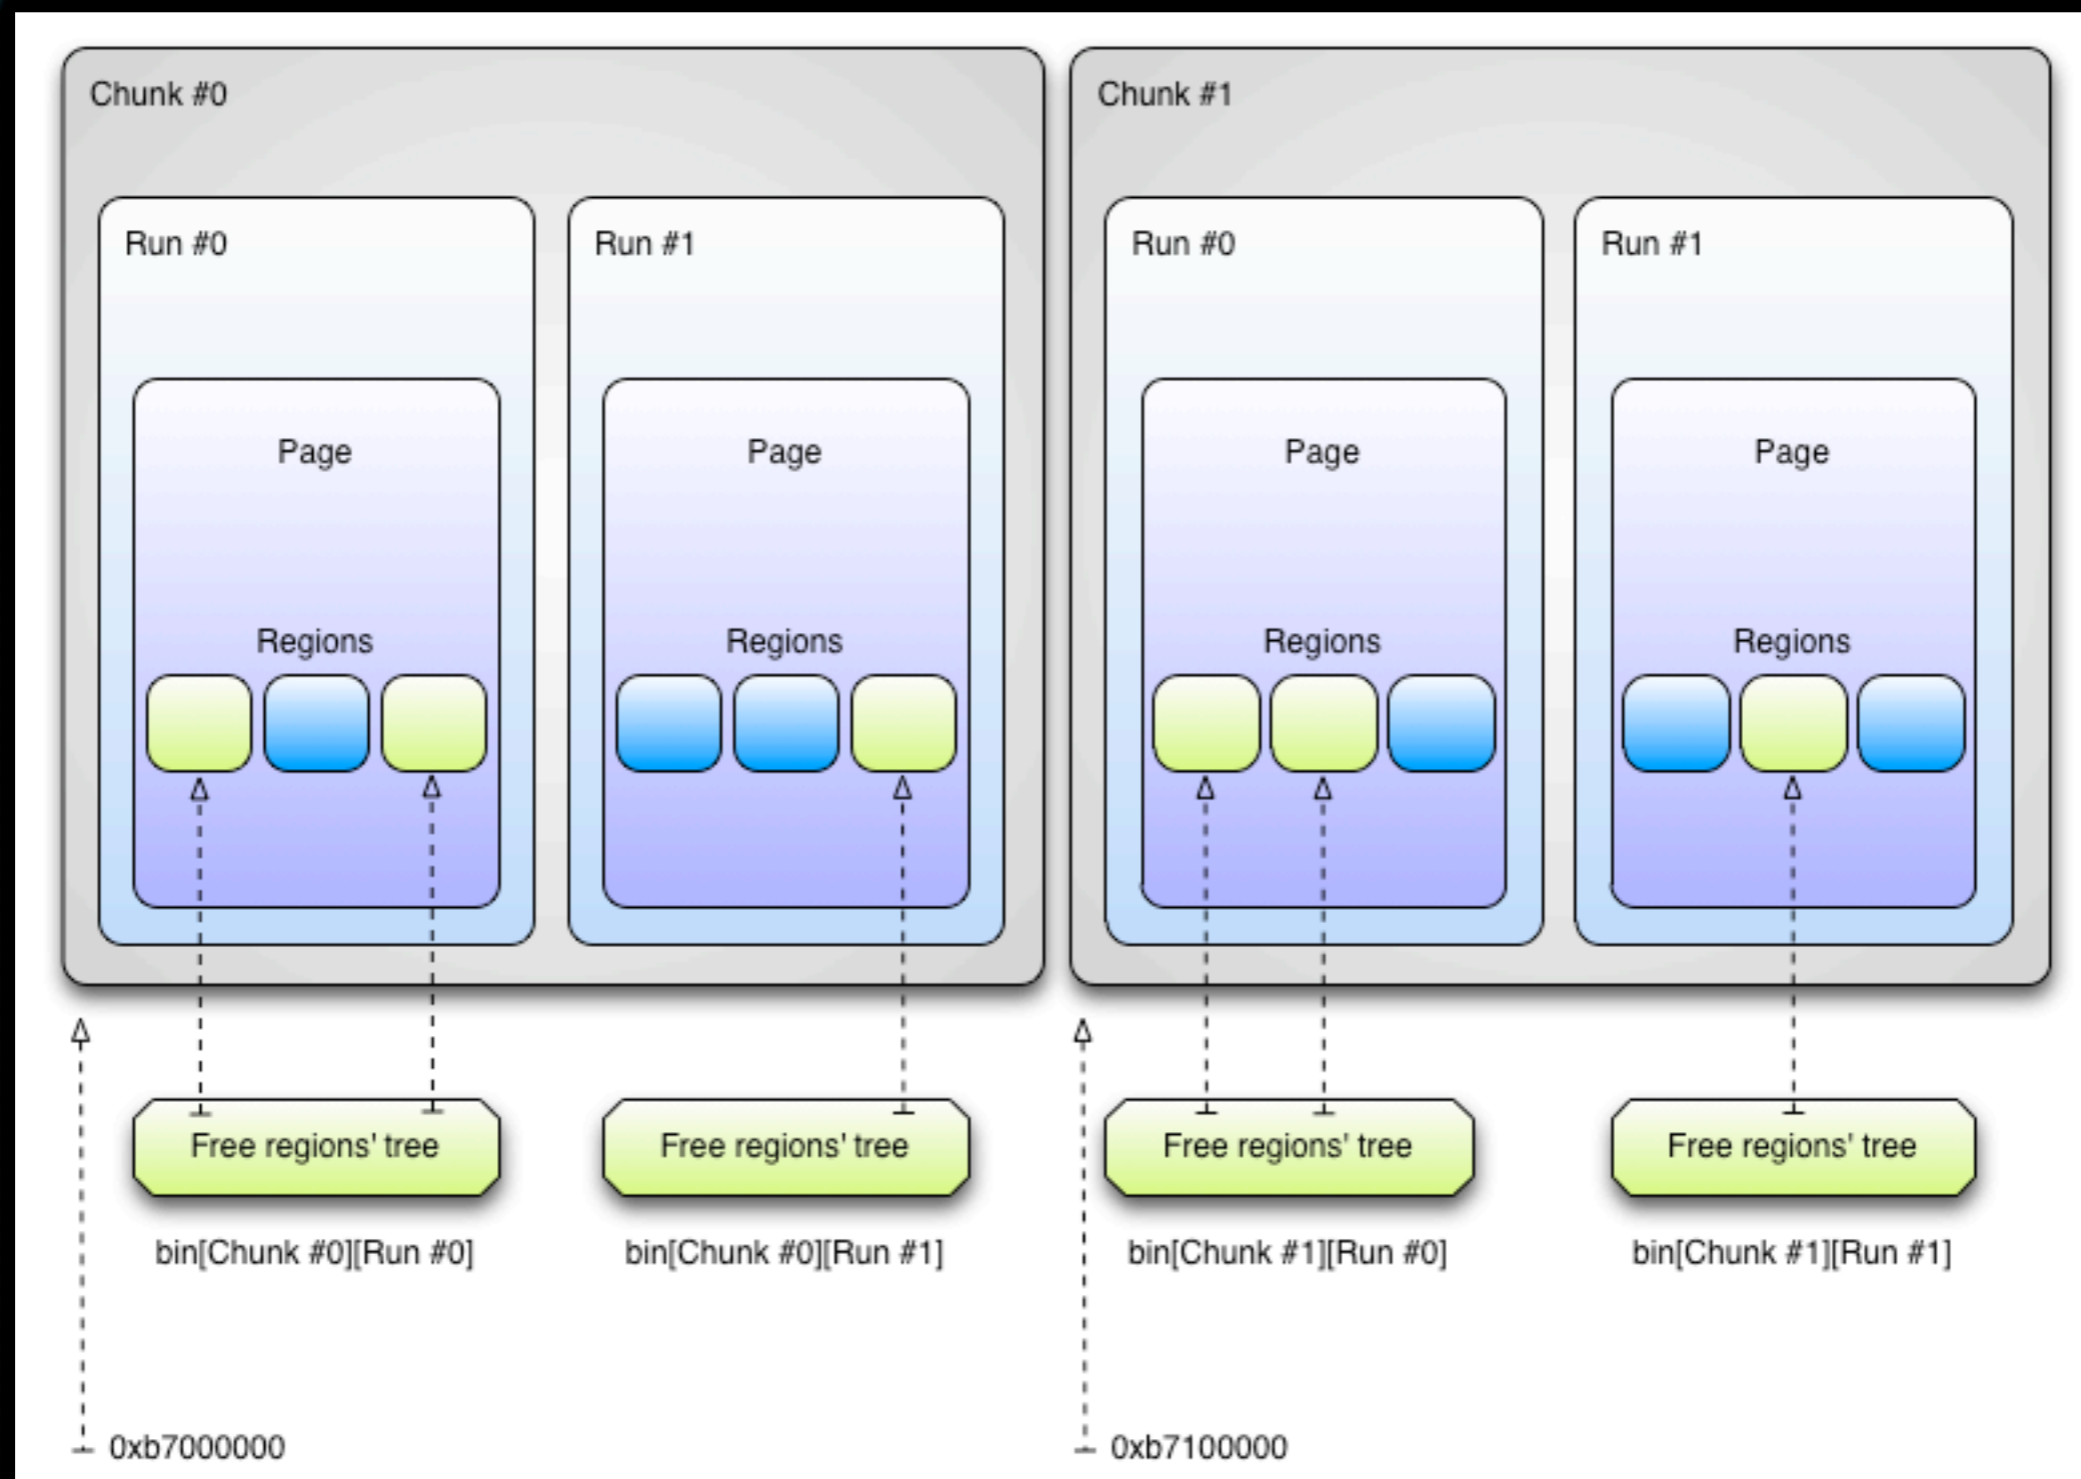 Chunk #0
Run #0
Page
Regions
Run #1
Page
Regions
Chunk #1
Run #0
Page
Regions
Run #1
Page
Regions
Free regions' tree
bin[Chunk #0][Run #0]
Free regions' tree
bin[Chunk #0][Run #1]
Free regions' tree
bin[Chunk #1][Run #0]
Free regions' tree
bin[Chunk #1][Run #1]
0xb7000000
0xb7100000